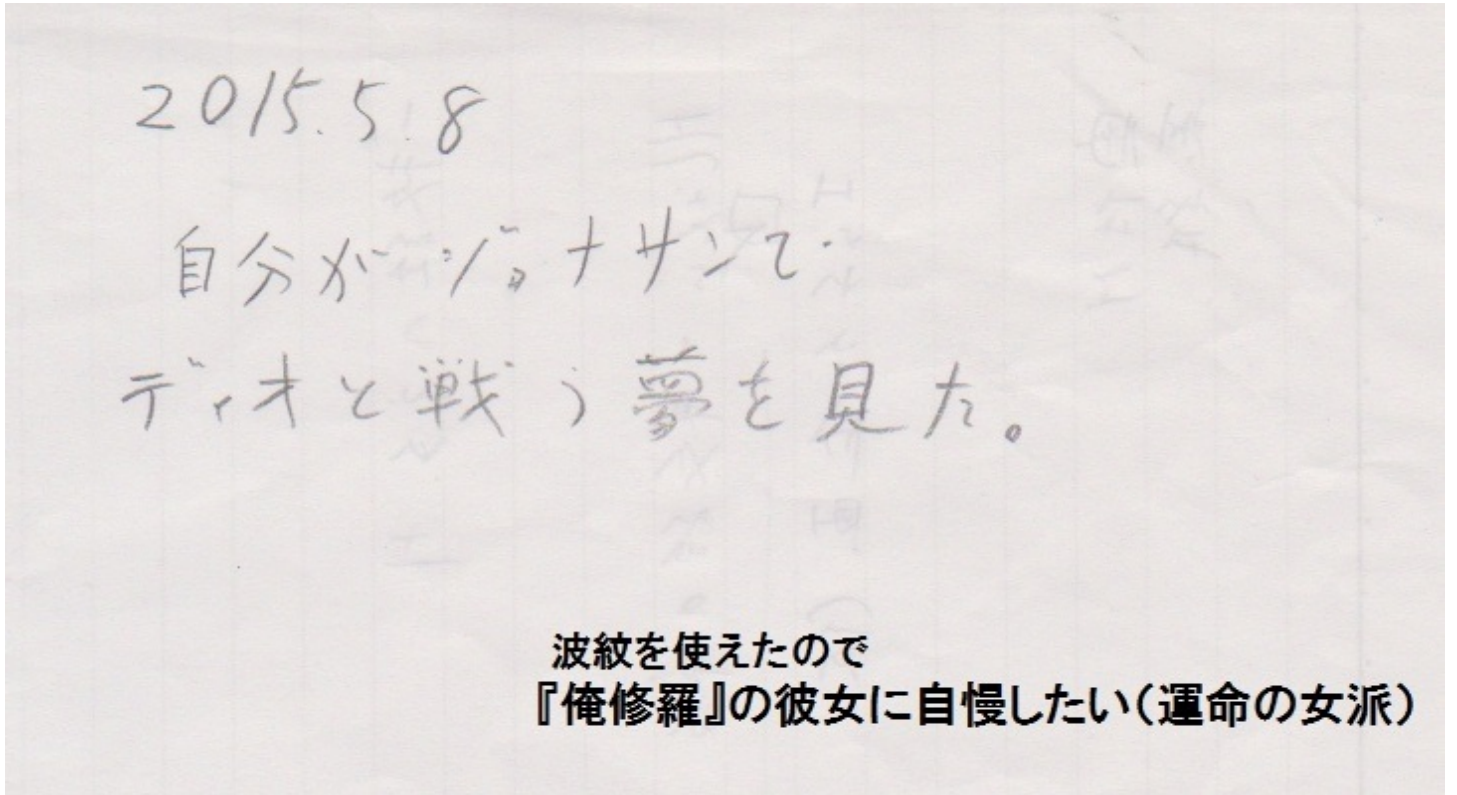 2015.5.8
自分がジョナサンで
ディオと戦う夢を見た。
波紋を使えたので
『俺修羅』の彼女に自慢したい（運命の女派）